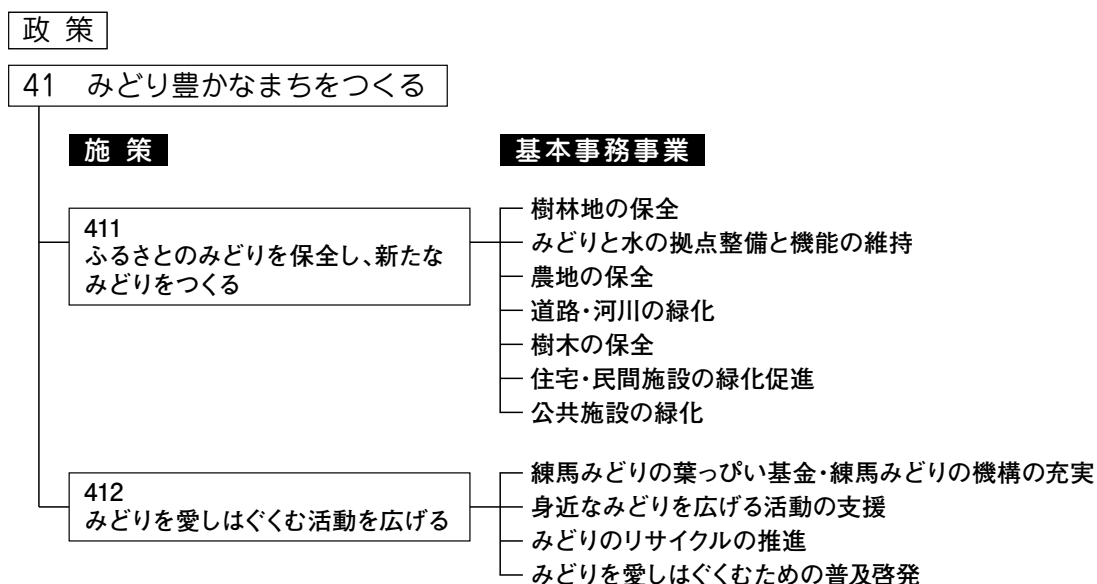 政 策
41 みどり豊かなまちをつくる
施 策
基本事務事業
411
ふるさとのみどりを保全し、新たな
みどりをつくる
樹林地の保全
みどりと水の拠点整備と機能の維持
農地の保全
道路・河川の緑化
樹木の保全
住宅・民間施設の緑化促進
公共施設の緑化
412
みどりを愛しはぐくむ活動を広げる
練馬みどりの葉っぴい基金・練馬みどりの機構の充実
身近なみどりを広げる活動の支援
みどりのリサイクルの推進
みどりを愛しはぐくむための普及啓発